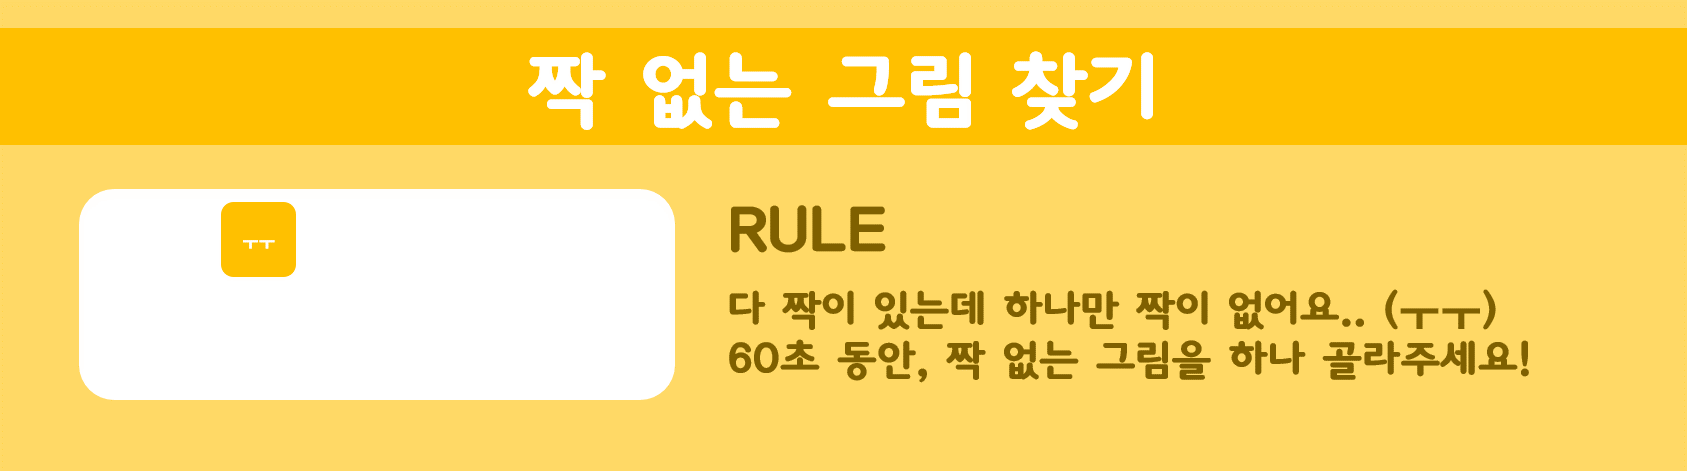 짝 없는 그림 찾기
ㅜㅜ
RULE
다 짝이 있는데 하나만 짝이 없어요.. (ㅜㅜ)
60초 동안, 짝 없는 그림을 하나 골라주세요!